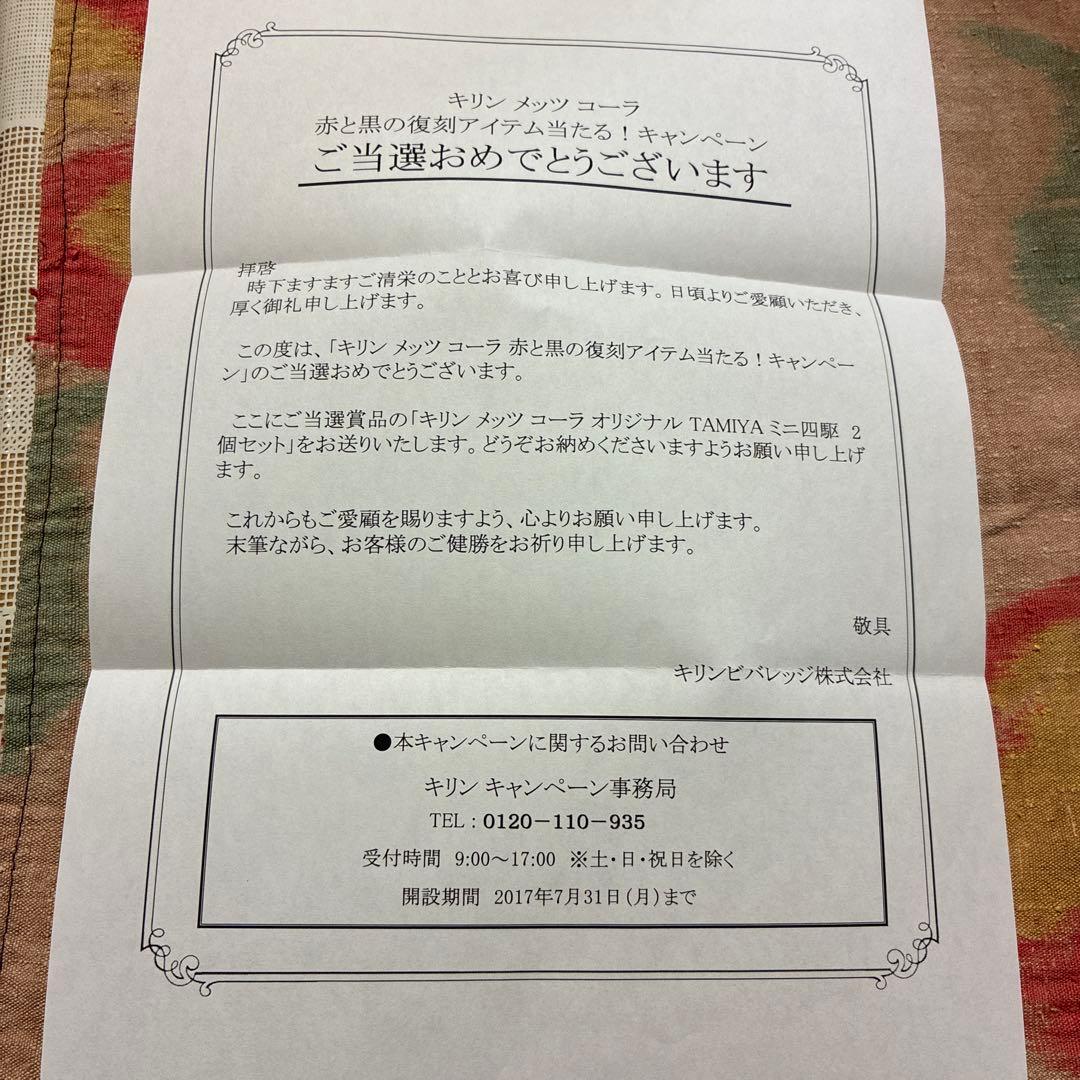 キリン メッツ コーラ
赤と黒の復刻アイテム当たる！キャンペーン
ご当選おめでとうございます
拝啓
時下ますますご清栄のこととお喜び申し上げます。日頃よりご愛顧いただき、
厚く御礼申し上げます。
この度は、「キリン メッツ コーラ 赤と黒の復刻アイテム当たる！キャンペー
ン」のご当選おめでとうございます。
ここにご当選賞品の「キリン メッツ コーラ オリジナル TAMIYA ミニ四駆 2
個セット」をお送りいたします。どうぞお納めくださいますようお願い申し上げ
ます。
これからもご愛顧を賜りますよう、心よりお願い申し上げます。
末筆ながら、お客様のご健勝をお祈り申し上げます。
敬具
キリンビバレッジ株式会社
●本キャンペーンに関するお問い合わせ
キリン キャンペーン事務局
TEL：0120－110－935
受付時間 9:00～17:00 ※土・日・祝日を除く
開設期間 2017年7月31日（月）まで